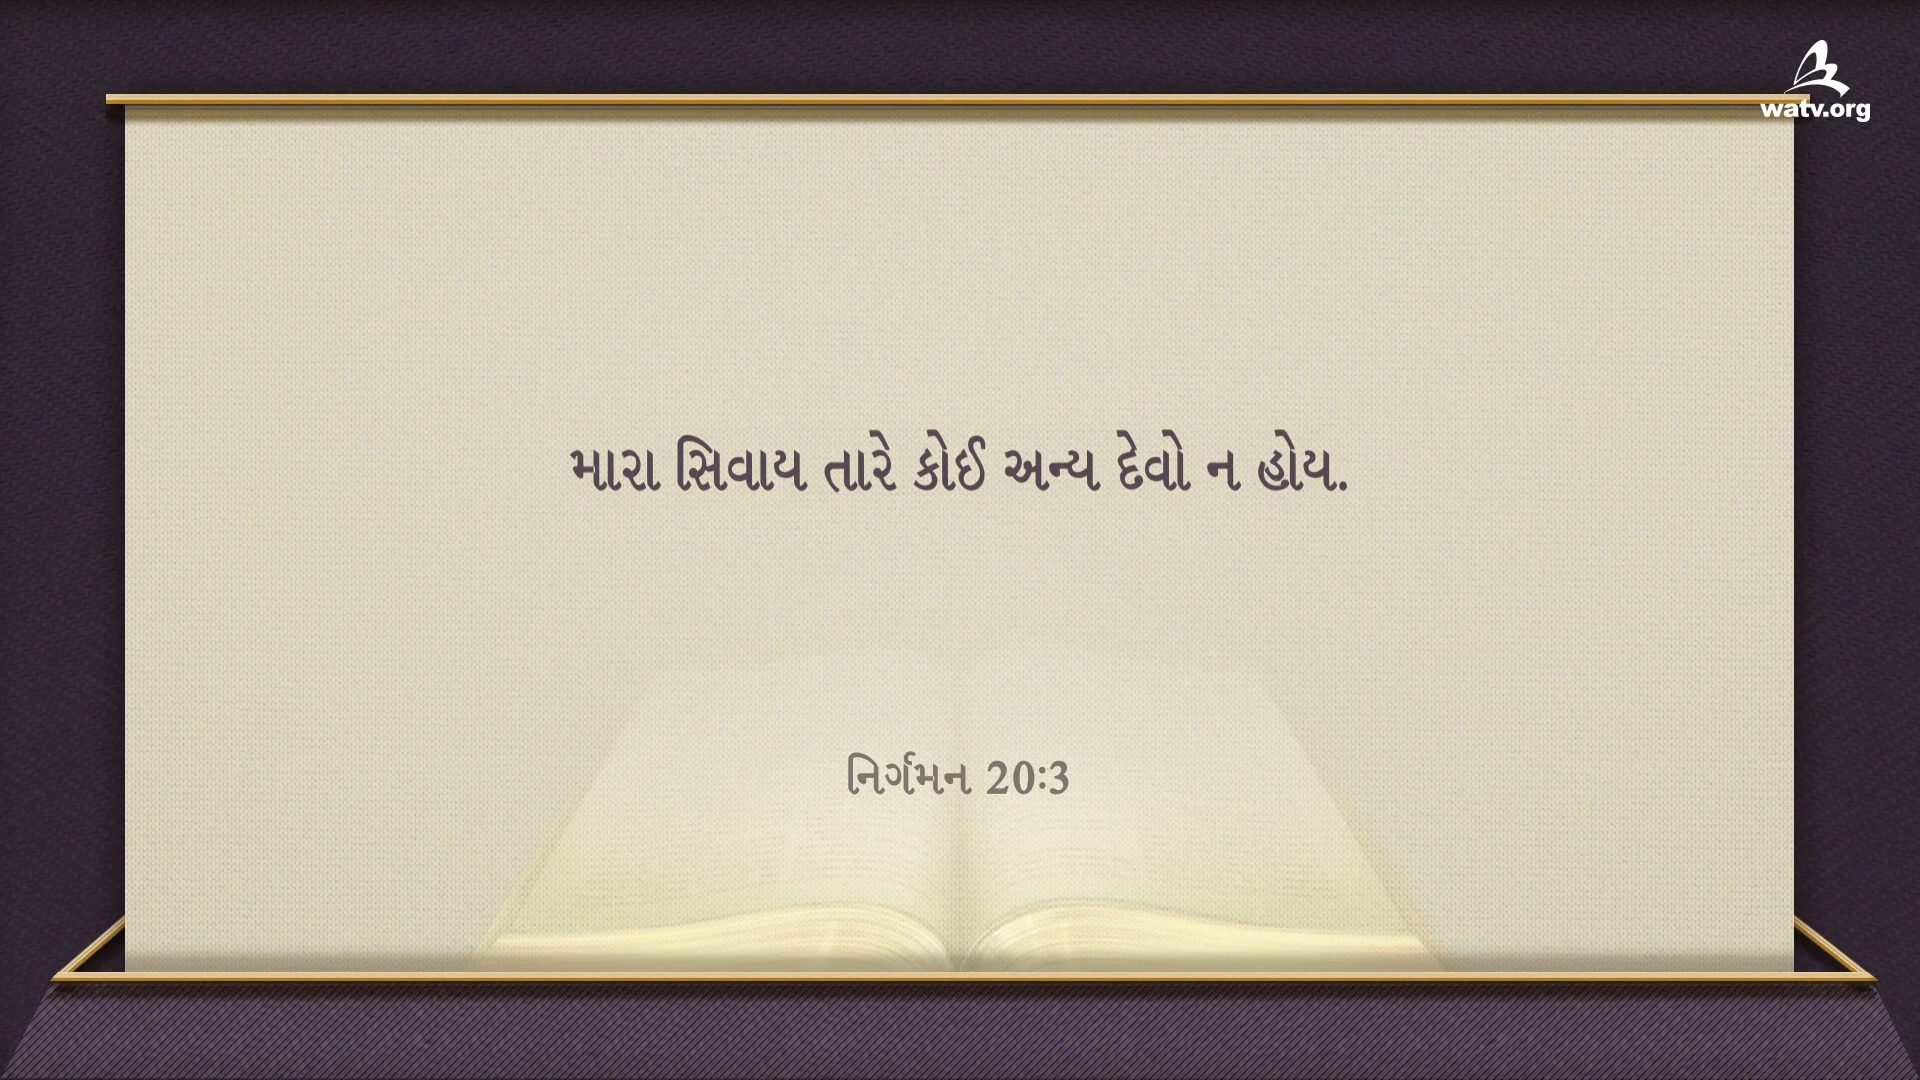 watv.org
મારા સિવાય તારે કોઈ અન્ય દેવો ન હોય.
નિર્ગમન 20:3